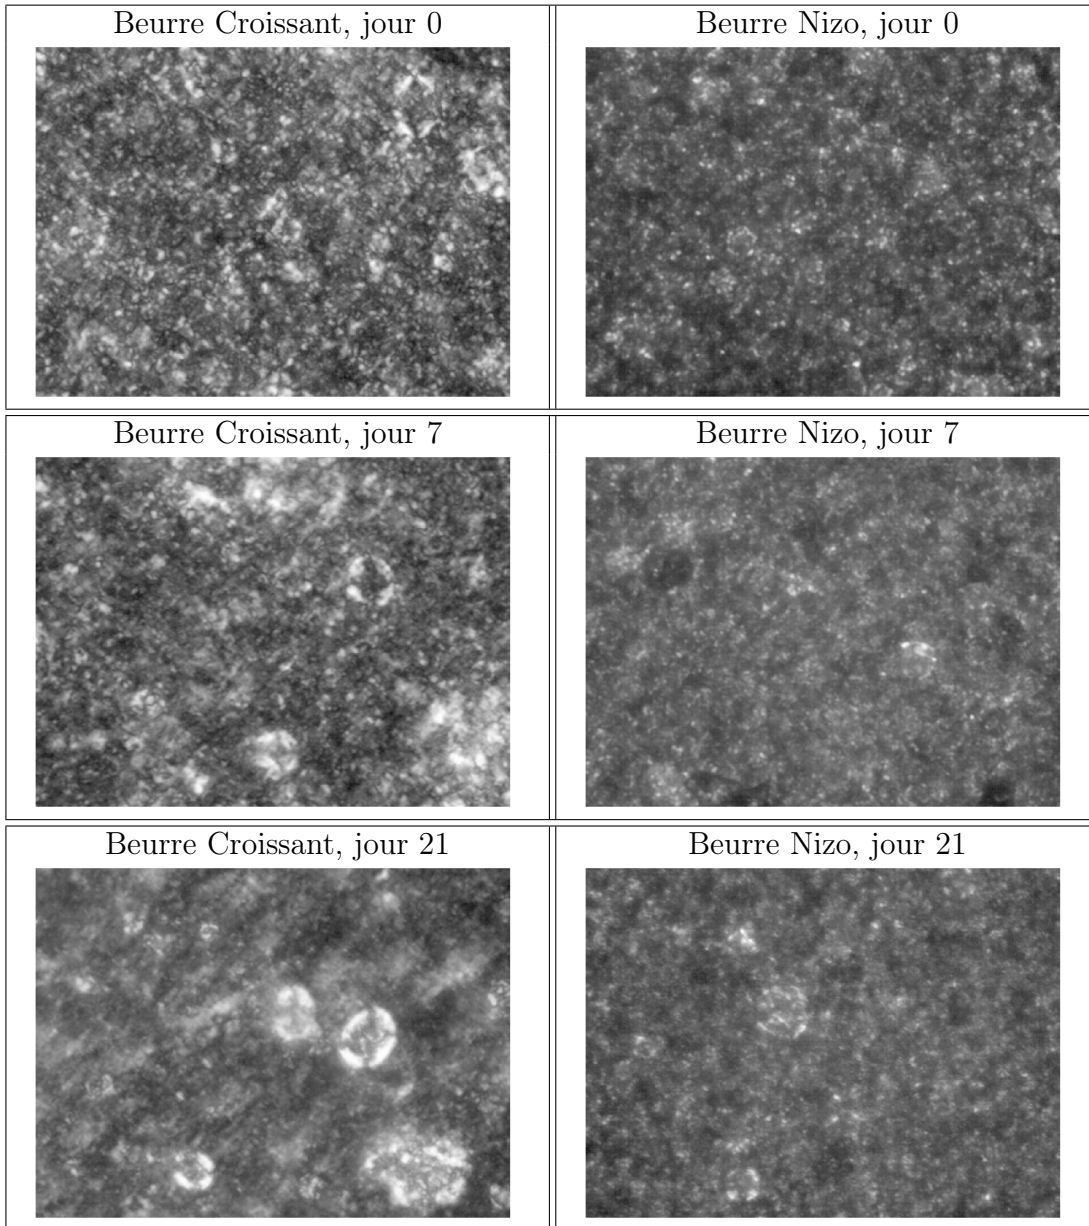 Beurre Croissant, jour 0
Beurre Nizo, jour 0
Beurre Croissant, jour 7
Beurre Nizo, jour 7
Beurre Croissant, jour 21
Beurre Nizo, jour 21